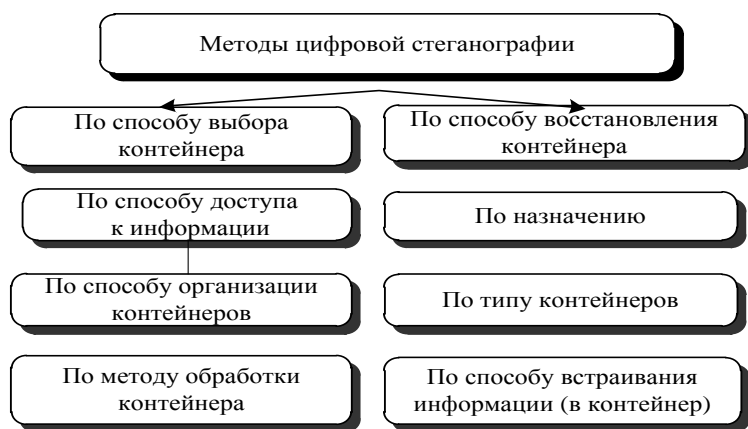 Методы цифровой стеганографии
По способу выбора
контейнера
По способу восстановления
контейнера
По способу доступа
к информации
По назначению
По способу организации
контейнеров
По типу контейнеров
По методу обработки
контейнера
По способу встраивания
информации (в контейнер)